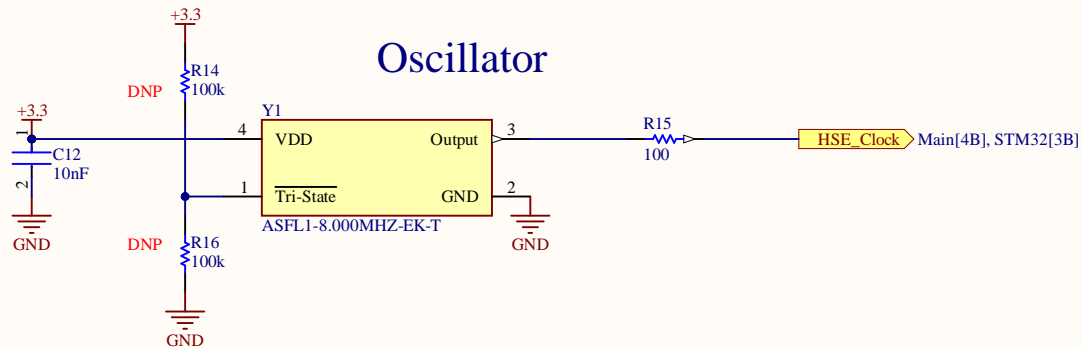 +3.3
Oscillator
R14
100k
DNP
+3.3
Y1
1
4
VDD
Output
3
R15
100
HSE_Clock
Main[4B], STM32[3B]
C12
10nF
2
1
Tri-State
GND
2
ASFL1-8.000MHZ-EK-T
GND
GND
DNP
R16
100k
GND